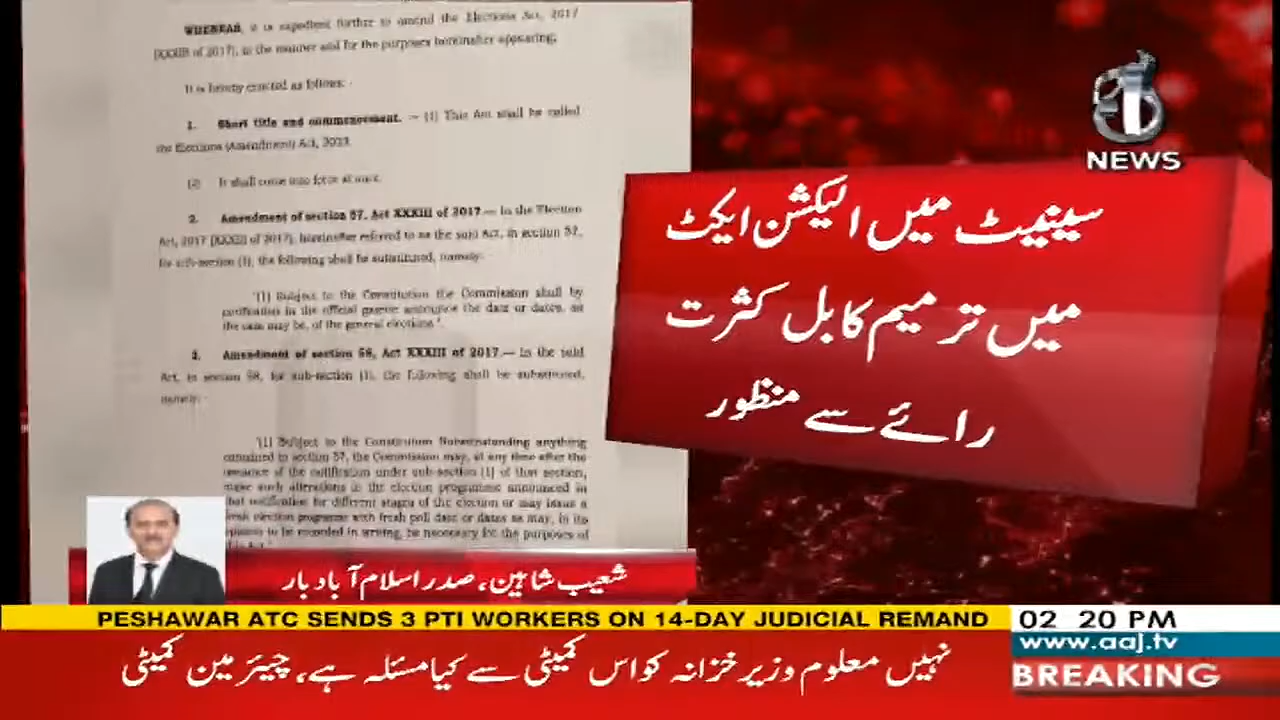 WHEREAS, it is expedient further to amend the Elections Act, 2017
(XXXIII of 2017), in the manner and for the purposes hereinafter appearing;
It is hereby enacted as follows: -
1. Short title and commencement. — (1) This Act shall be called
the Elections (Amendment) Act, 2023.
(2) It shall come into force at once.
2. Amendment of section 57, Act XXXIII of 2017.— In the Election
Act, 2017 (XXXIII of 2017), hereinafter referred to as the said Act, in section 57,
for sub-section (1), the following shall be substituted, namely:-
"(1) Subject to the Constitution the Commission shall by
notification in the official gazette announce the date or dates, as
the case may be, of the general elections".
3. Amendment of section 58, Act XXXIII of 2017.— In the said
Act, in section 58, for sub-section (1), the following shall be substituted,
namely: -
"(1) Subject to the Constitution Notwithstanding anything
contained in section 57, the Commission may, at any time after the
issuance of the notification under sub-section (1) of that section,
make such alterations in the election programme announced in
that notification for different stages of the election or may issue a
fresh election programme with fresh poll date or dates as may, in its
opinion to be recorded in writing, be necessary for the purposes of
this Act."
NEWS
سینیٹ میں الیکشن ایکٹ
میں ترمیم کا بل کثرت
رائے سے منظور
شعیب شاہین، صدر اسلام آباد بار
PESHAWAR ATC SENDS 3 PTI WORKERS ON 14-DAY JUDICIAL REMAND
02 20 PM
www.aaj.tv
نہیں معلوم وزیر خزانہ کو اس کمیٹی سے کیا مسئلہ ہے، چیئر مین کمیٹی
BREAKING